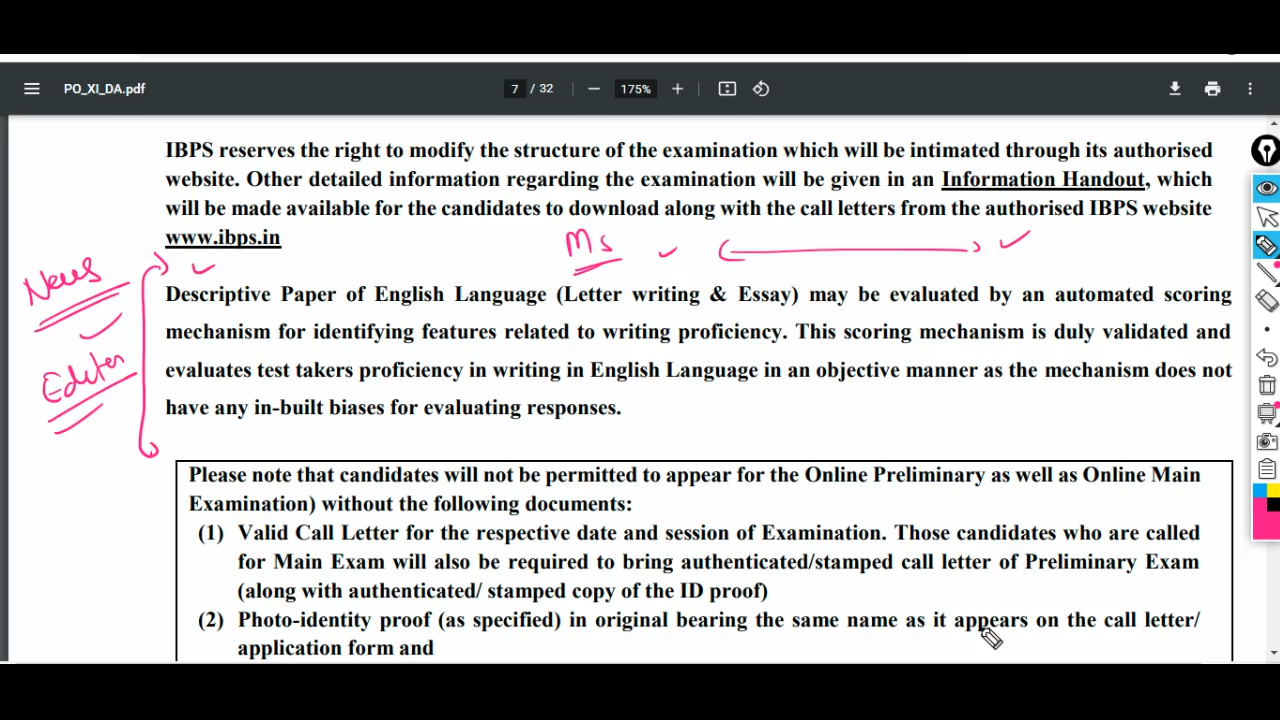 PO_XI_DA.pdf
7 / 32
175%
IBPS reserves the right to modify the structure of the examination which will be intimated through its authorised
website. Other detailed information regarding the examination will be given in an Information Handout, which
will be made available for the candidates to download along with the call letters from the authorised IBPS website
www.ibps.in
Ms
News
Descriptive Paper of English Language (Letter writing & Essay) may be evaluated by an automated scoring
mechanism for identifying features related to writing proficiency. This scoring mechanism is duly validated and
evaluates test takers proficiency in writing in English Language in an objective manner as the mechanism does not
have any in-built biases for evaluating responses.
Please note that candidates will not be permitted to appear for the Online Preliminary as well as Online Main
Examination) without the following documents:
(1) Valid Call Letter for the respective date and session of Examination. Those candidates who are called
for Main Exam will also be required to bring authenticated/stamped call letter of Preliminary Exam
(along with authenticated/ stamped copy of the ID proof)
(2) Photo-identity proof (as specified) in original bearing the same name as it appears on the call letter/
application form and